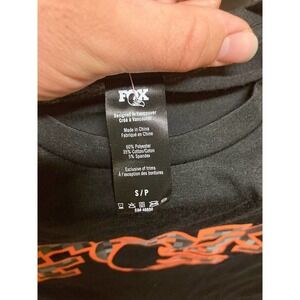 FOX
Designed in Vancouver
Créé à Vancouver
Made in China
Fabriqué en Chine
60% Polyester
35% Cotton/Coton
5% Spandex
Exclusive of trims
À l'exception des bordures
S / P
FOX